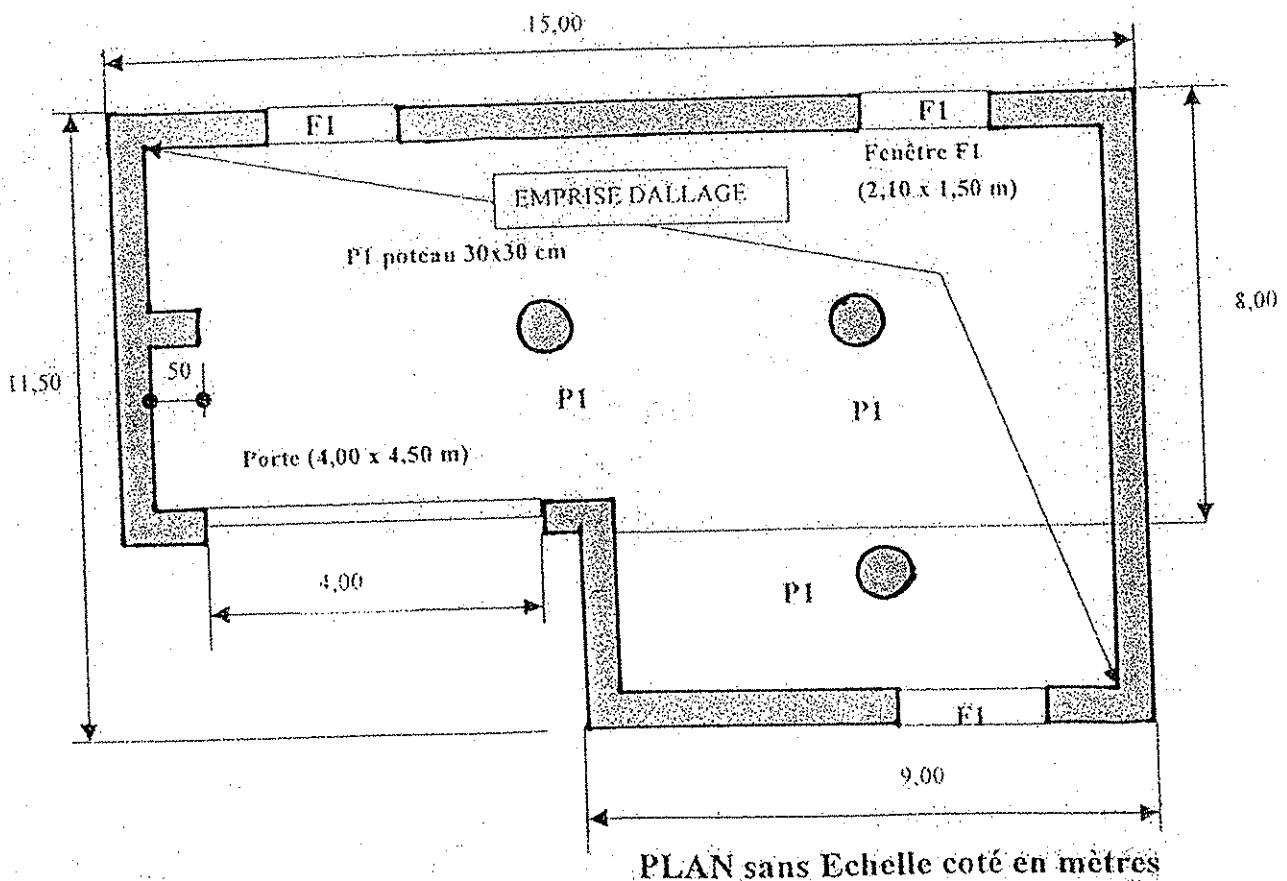 15,00
F1
F1
Fenêtre F1
(2,10 x 1,50 m)
EMPRISE DALLAGE
P1 poteau 30x30 cm
8,00
11,50
50
P1
P1
Porte (4,00 x 4,50 m)
4,00
P1
F1
9,00
PLAN sans Echelle coté en mètres